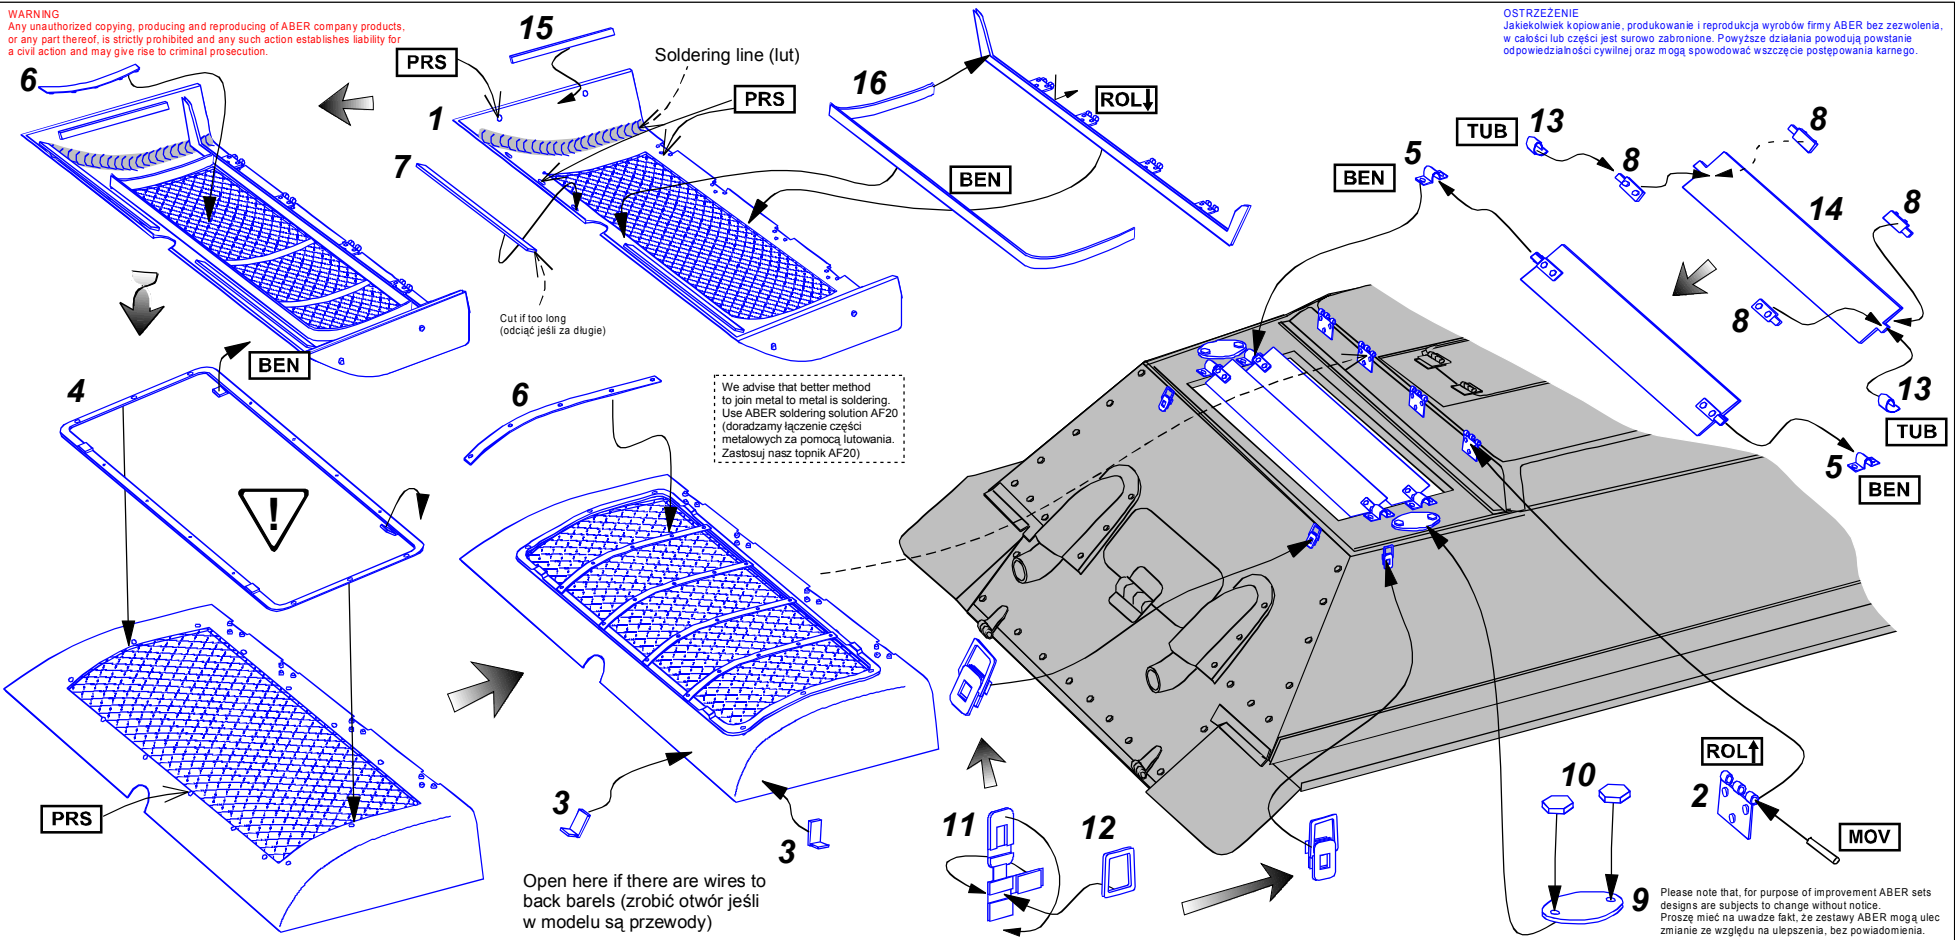 WARNING
Any unauthorized copying, producing and reproducing of ABER company products,
or any part thereof, is strictly prohibited and any such action establishes liability for
a civil action and may give rise to criminal prosecution.
OSTRZEŻENIE
Jakiekolwiek kopiowanie, produkowanie i reprodukcja wyrobów firmy ABER bez zezwolenia,
w całości lub części jest surowo zabronione. Powyższe działania powodują powstanie
odpowiedzialności cywilnej oraz mogą spowodować wszczęcie postępowania karnego.
6
PRS
15
Soldering line (lut)
PRS
1
7
16
ROL
BEN
Cut if too long
(odciąć jeśli za długie)
TUB
13
8
8
5
BEN
14
8
8
13
TUB
5
BEN
BEN
4
!
6
We advise that better method
to join metal to metal is soldering.
Use ABER soldering solution AF20
(doradzamy łączenie części
metalowych za pomocą lutowania.
Zastosuj nasz topnik AF20)
PRS
3
3
Open here if there are wires to
back barels (zrobić otwór jeśli
w modelu są przewody)
11
12
10
9
ROL
2
MOV
Please note that, for purpose of improvement ABER sets
designs are subjects to change without notice.
Proszę mieć na uwadze fakt, że zestawy ABER mogą ulec
zmianie ze względu na ulepszenia, bez powiadomienia.